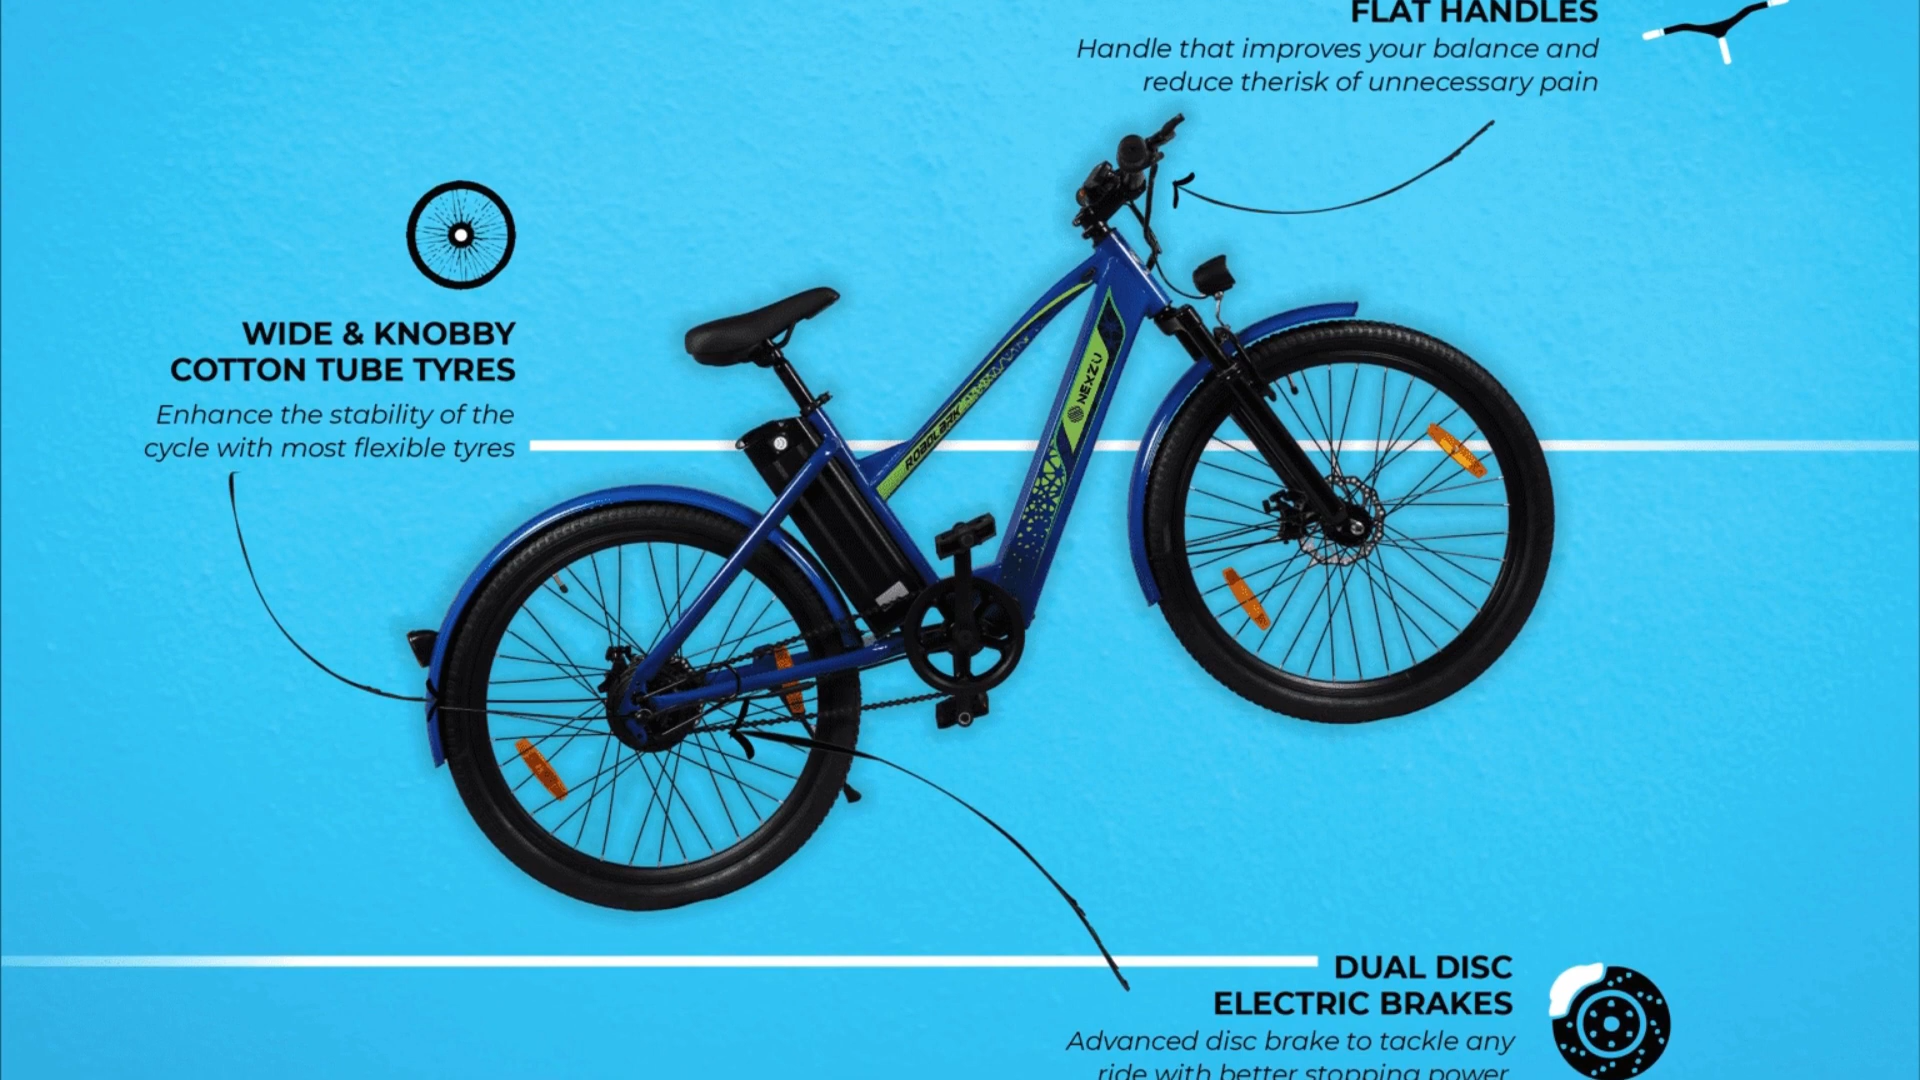 FLAT HANDLES
Handle that improves your balance and
reduce therisk of unnecessary pain
WIDE & KNOBBY
COTTON TUBE TYRES
Enhance the stability of the
cycle with most flexible tyres
NEXZU
ROADLARK
DUAL DISC
ELECTRIC BRAKES
Advanced disc brake to tackle any
ride with better stopping power